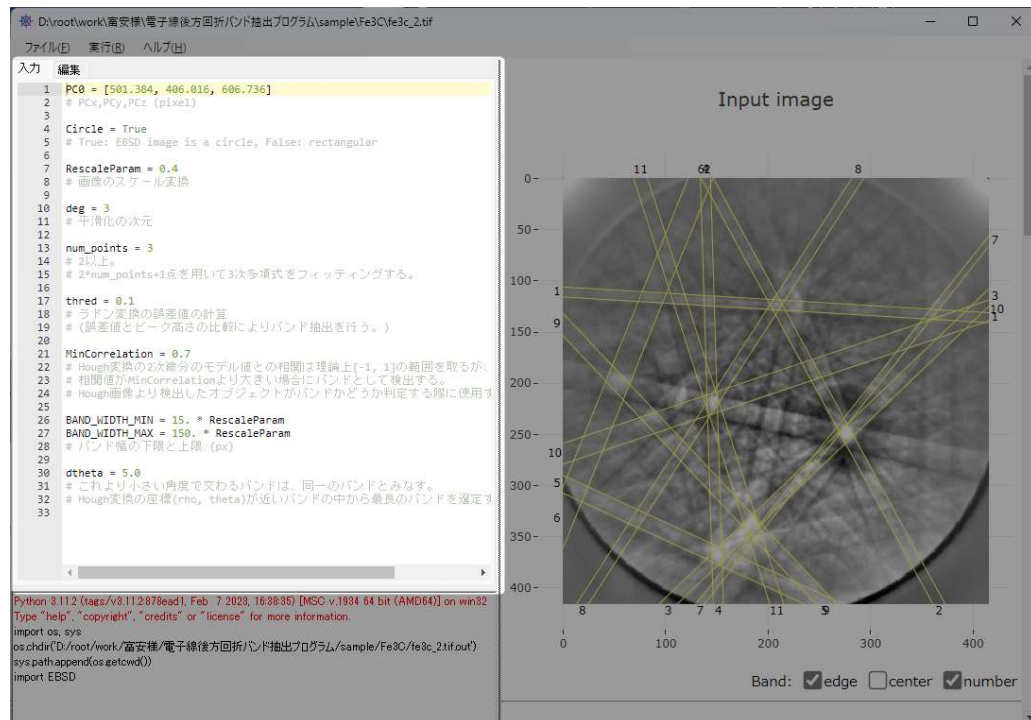 D:\root\work\富安様\電子線後方回折バンド抽出プログラム\sample\Fe3C\fe3c_2.tif
ファイル(F) 実行(R) ヘルプ(H)
入力 編集
1 PC0 = [501.384, 406.016, 606.736]
2 # PCx,PCy,PCz (pixel)
3
4 Circle = True
5 # True: EBSD image is a circle, False: rectangular
6
7 RescaleParam = 0.4
8 # 画像のスケール変換
9
10 deg = 3
11 # 平滑化の次元
12
13 num_points = 3
14 # 2以上。
15 # 2*num_points+1点を用いて3次多項式をフィッティングする。
16
17 thred = 0.1
18 # ラドン変換の誤差値の計算
19 # (誤差値とピーク高さの比較によりバンド抽出を行う。)
20
21 MinCorrelation = 0.7
22 # Hough変換の2次微分のモデル値との相関は理論上[-1, 1]の範囲を取るが、
23 # 相関値がMinCorrelationより大きい場合にバンドとして検出する。
24 # Hough画像より検出したオブジェクトがバンドかどうか判定する際に使用す
25
26 BAND_WIDTH_MIN = 15. * RescaleParam
27 BAND_WIDTH_MAX = 150. * RescaleParam
28 # バンド幅の下限と上限 (px)
29
30 dtheta = 5.0
31 # これより小さい角度で交わるバンドは、同一のバンドとみなす。
32 # Hough変換の座標(rho, theta)が近いバンドの中から最良のバンドを選定す
33
Python 3.11.2 (tags/v3.11.2:878ead1, Feb 7 2023, 16:38:35) [MSC v.1934 64 bit (AMD64)] on win32
Type "help", "copyright", "credits" or "license" for more information.
import os, sys
os.chdir('D:/root/work/富安様/電子線後方回折バンド抽出プログラム/sample/Fe3C/fe3c_2.tif.out')
sys.path.append(os.getcwd())
import EBSD
Input image
11 8
0
50
7
100
1
3
10
1
9
150
200
250
10
300
5
6
350
400
8 3 7 4 11 9 2
0 100 200 300 400
Band: edge center number